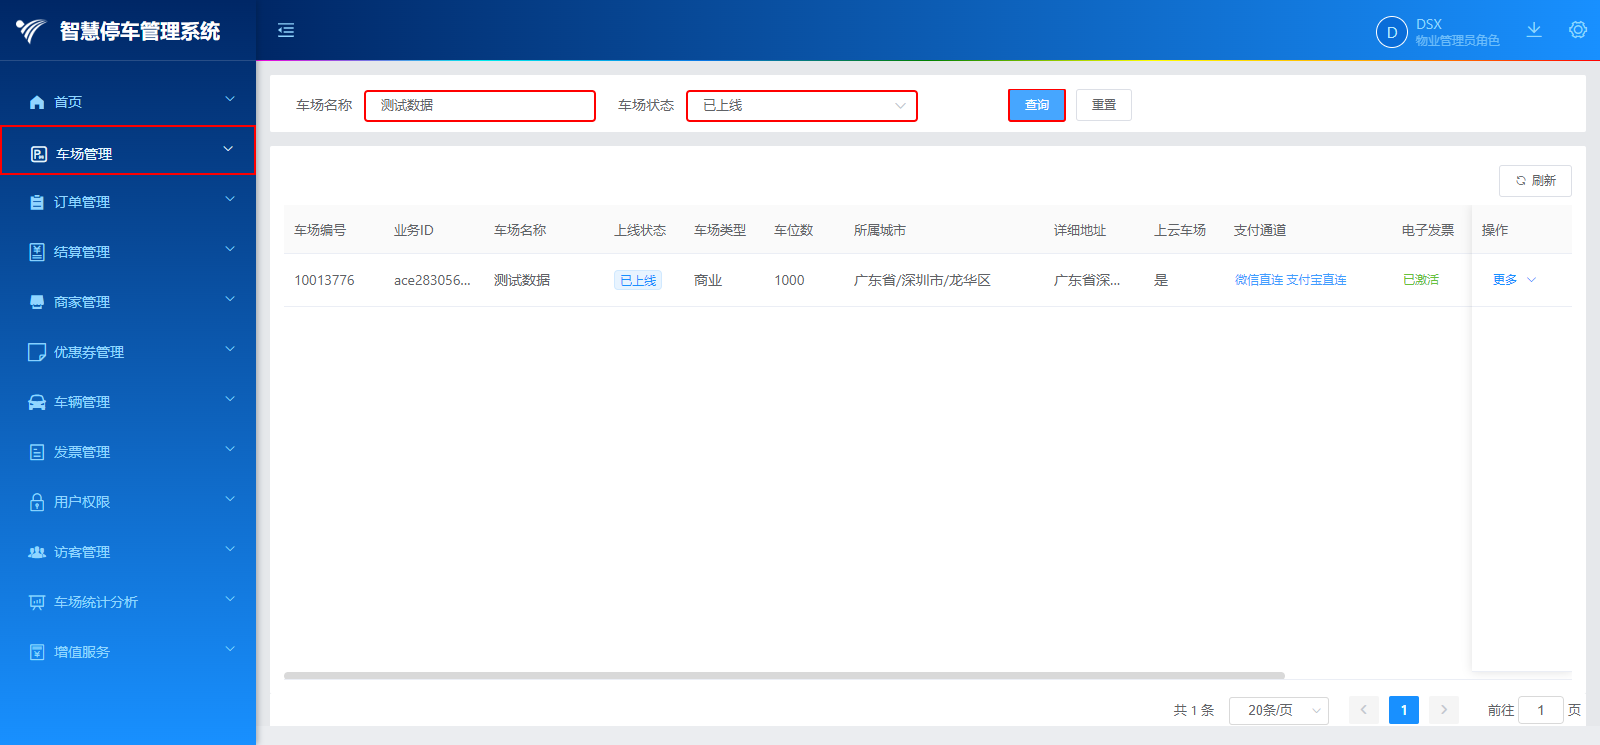 智慧停车管理系统
D
DSX
物业管理员角色
首页
车场管理
订单管理
结算管理
商家管理
优惠券管理
车辆管理
发票管理
用户权限
访客管理
车场统计分析
增值服务
车场名称 测试数据 车场状态 已上线 查询 重置
刷新
车场编号 业务ID 车场名称 上线状态 车场类型 车位数 所属城市 详细地址 上云车场 支付通道 电子发票 操作
10013776 ace283056... 测试数据 已上线 商业 1000 广东省/深圳市/龙华区 广东省深... 是 微信直连 支付宝直连 已激活 更多
共 1 条 20条/页 1 前往 1 页